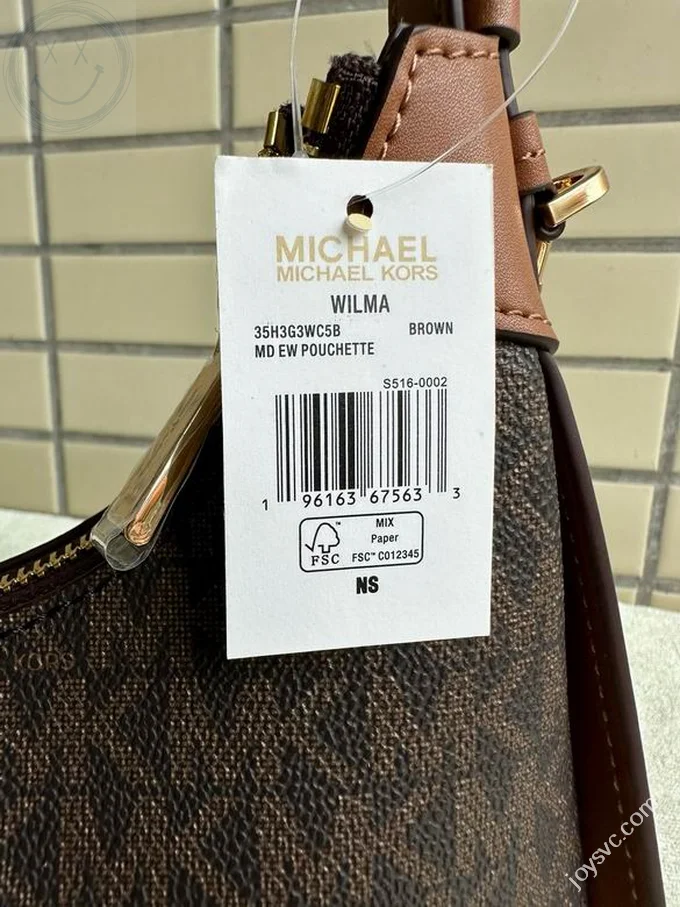 MICHAEL
MICHAEL KORS
WILMA
35H3G3WC5B BROWN
MD EW POUCHETTE
S516-0002
1 96163 67563 3
MIX
Paper
FSC™ C012345
FSC
NS
KORS
joysvc.com